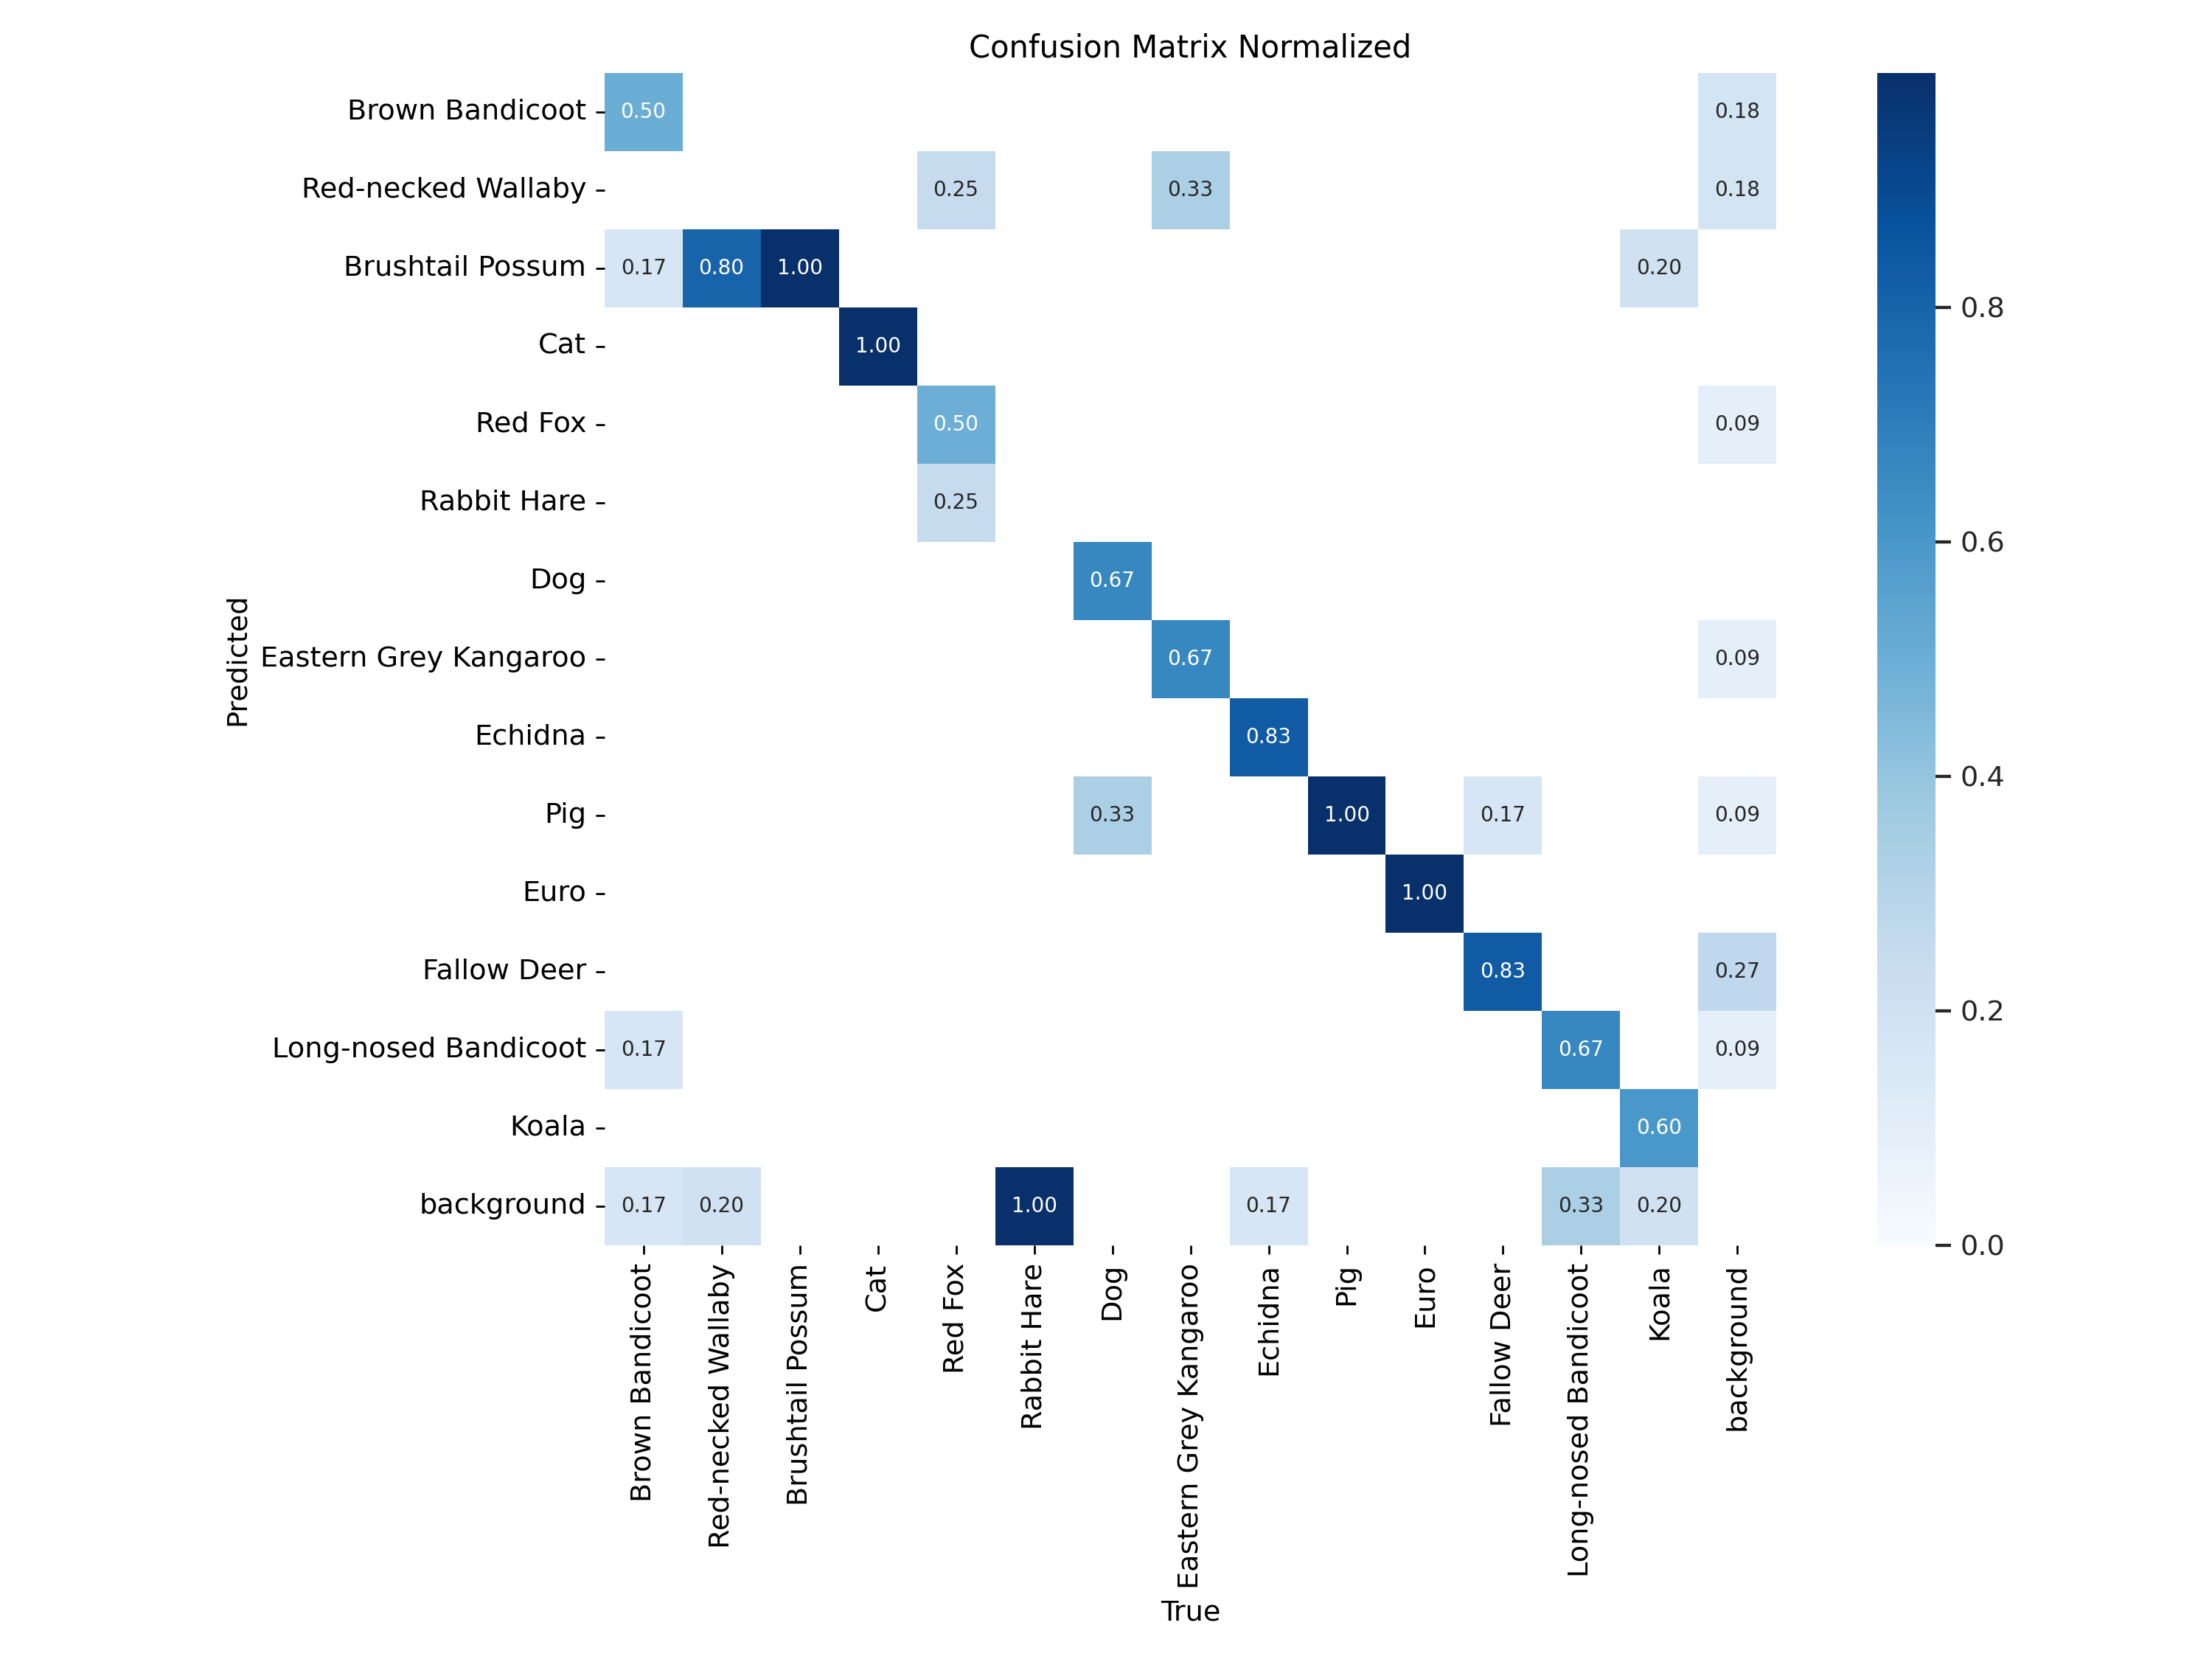 Confusion Matrix Normalized
Brown Bandicoot 0.50 0.18
Red-necked Wallaby 0.25 0.33 0.18
Brushtail Possum 0.17 0.80 1.00 0.20
0.8
Cat 1.00
Red Fox 0.50 0.09
Rabbit Hare 0.25
0.6
Dog 0.67
Predicted
Eastern Grey Kangaroo 0.67 0.09
Echidna 0.83
0.4
Pig 0.33 1.00 0.17 0.09
Euro 1.00
Fallow Deer 0.83 0.27
0.2
Long-nosed Bandicoot 0.17 0.67 0.09
Koala 0.60
background 0.17 0.20 1.00 0.17 0.33 0.20
0.0
Brown Bandicoot
Red-necked Wallaby
Brushtail Possum
Cat
Red Fox
Rabbit Hare
Dog
Eastern Grey Kangaroo
Echidna
Pig
Euro
Fallow Deer
Long-nosed Bandicoot
Koala
background
True